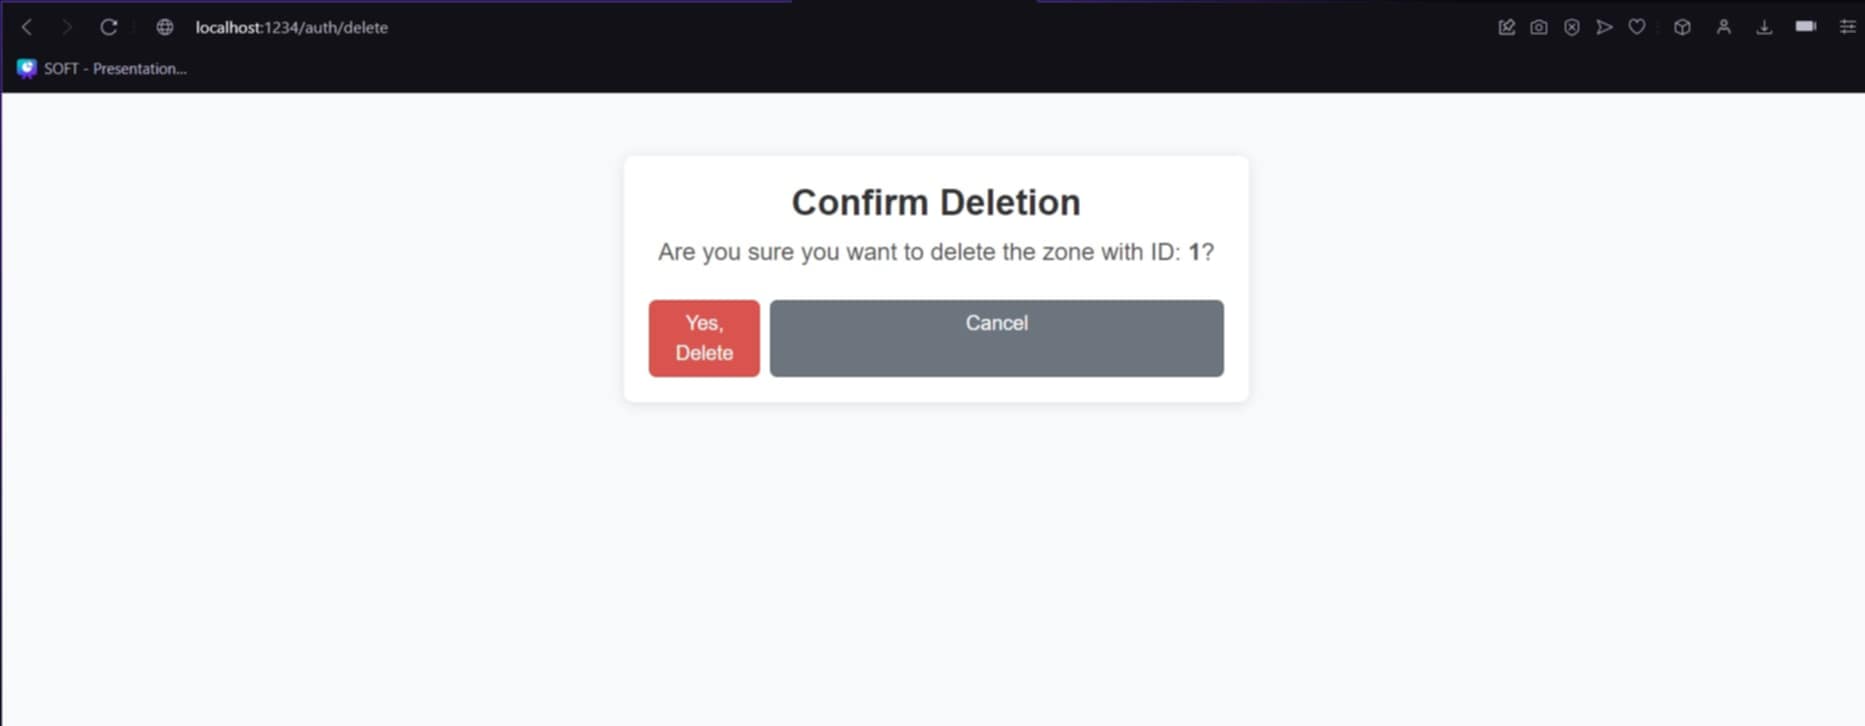 localhost:1234/auth/delete
SOFT - Presentation...
Confirm Deletion
Are you sure you want to delete the zone with ID: 1?
Yes,
Delete
Cancel